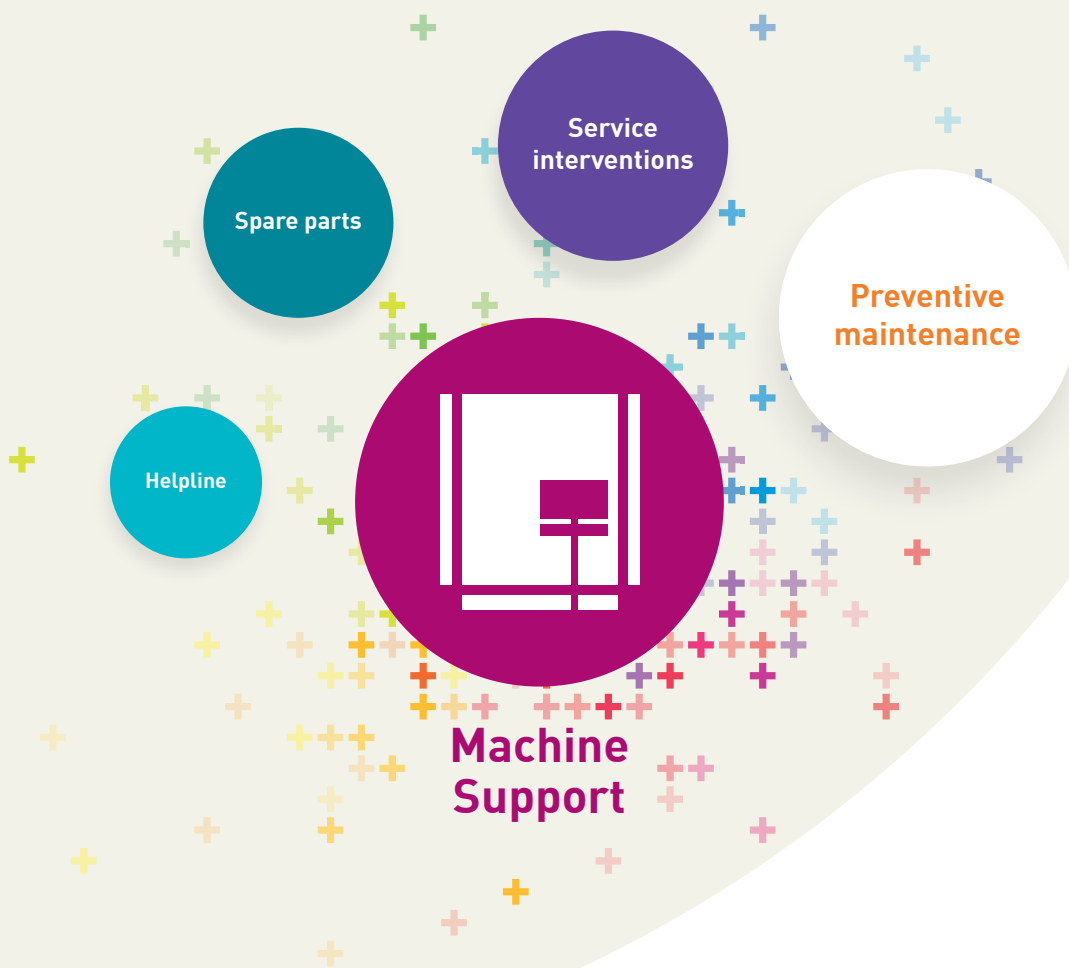 Service
interventions
Spare parts
Preventive
maintenance
Helpline
Machine
Support